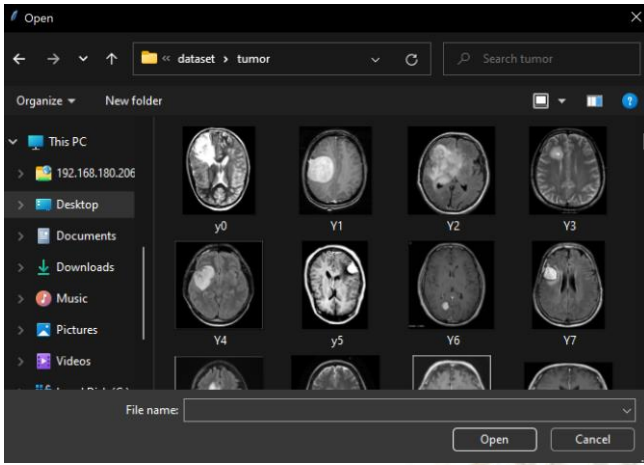 Open
« dataset › tumor
Search tumor
Organize
New folder
This PC
192.168.180.206
Desktop
Documents
Downloads
Music
Pictures
Videos
y0
Y1
Y2
Y3
Y4
y5
Y6
Y7
File name:
Open
Cancel